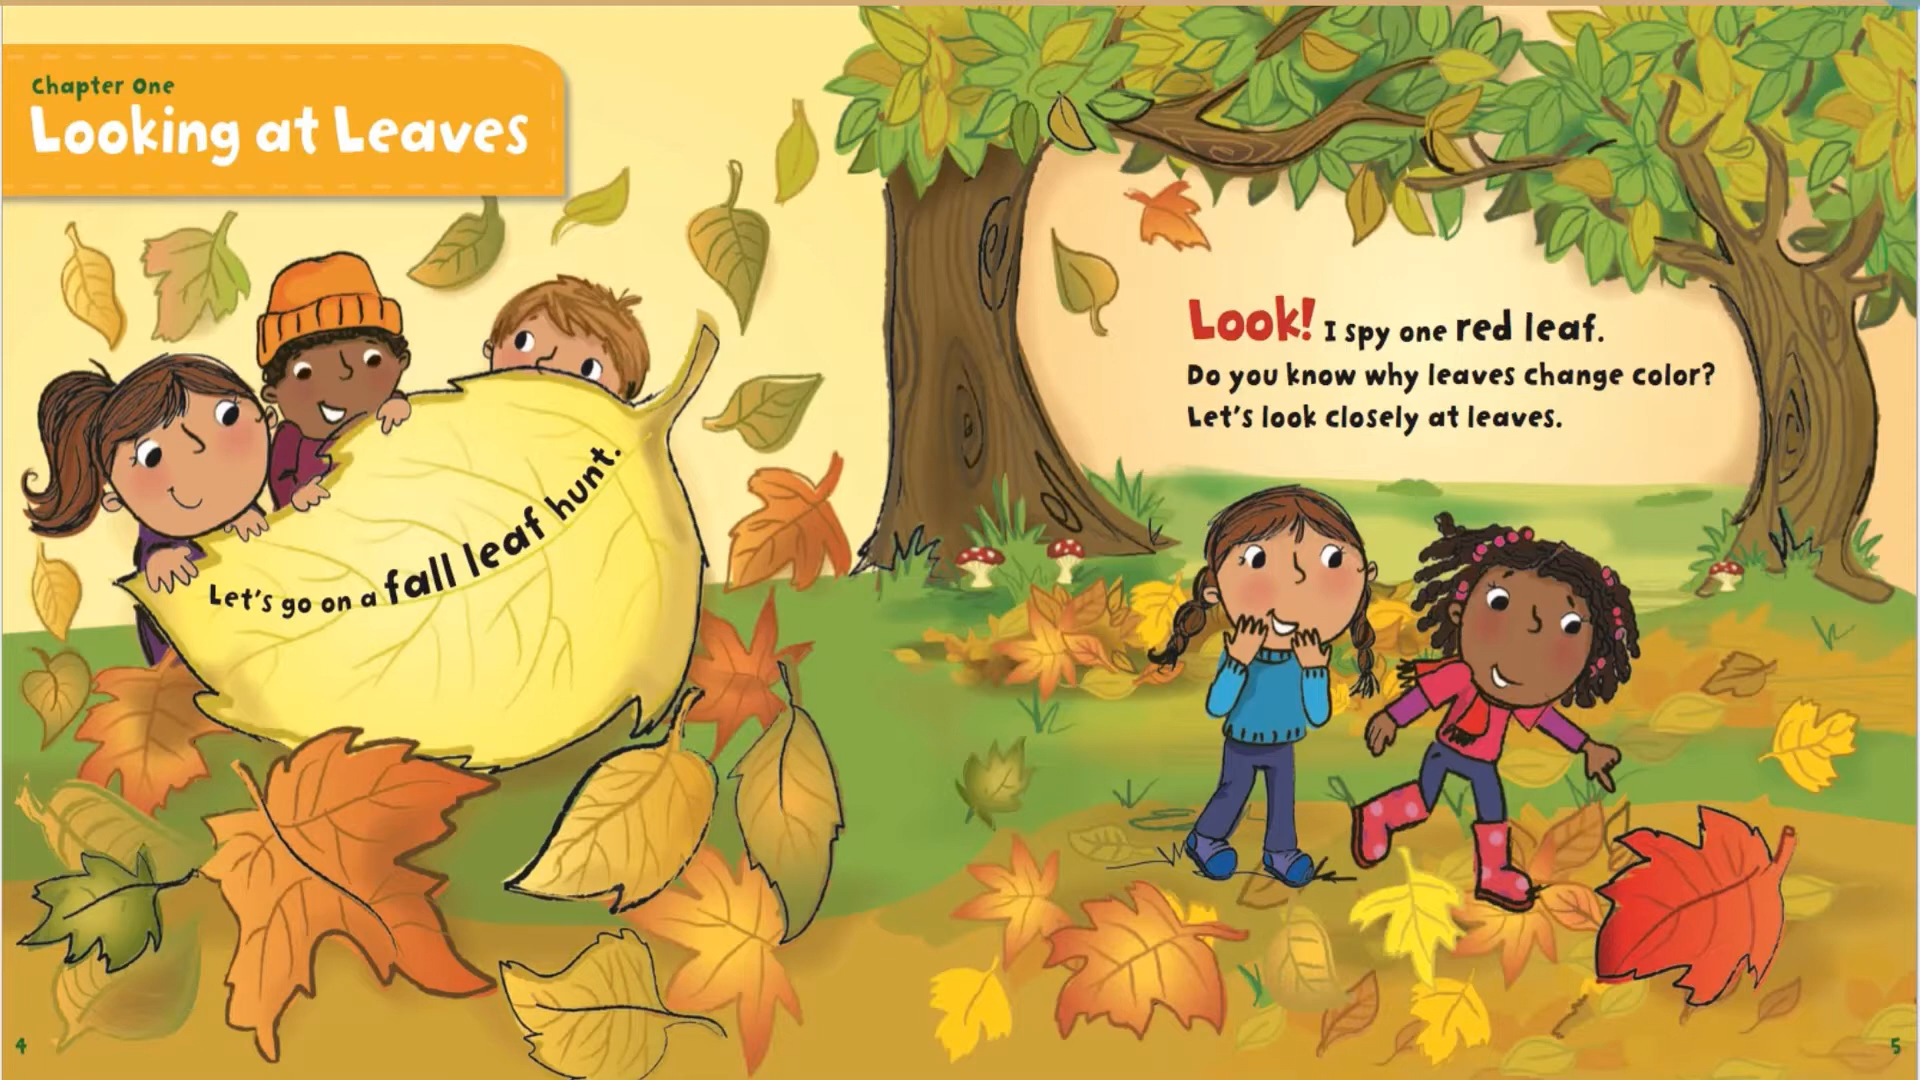 Chapter One
Looking at Leaves
Let's go on a fall leaf hunt.
4
Look! I spy one red leaf.
Do you know why leaves change color?
Let's look closely at leaves.
5